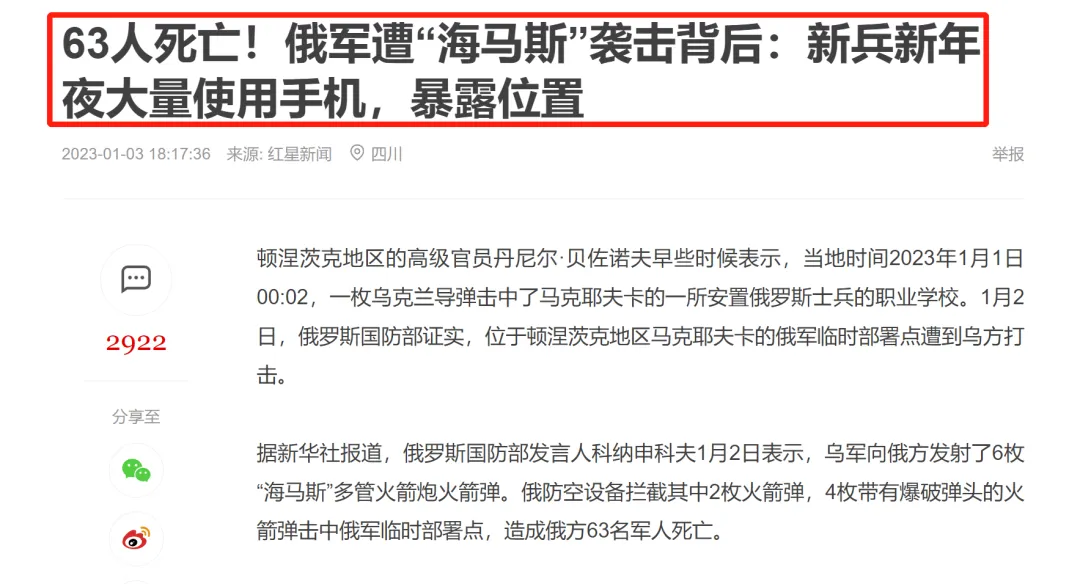 63人死亡！俄军遭“海马斯”袭击背后：新兵新年
夜大量使用手机，暴露位置
2023-01-03 18:17:36 来源: 红星新闻 四川
举报
顿涅茨克地区的高级官员丹尼尔·贝佐诺夫早些时候表示，当地时间2023年1月1日
00:02，一枚乌克兰导弹击中了马克耶夫卡的一所安置俄罗斯士兵的职业学校。1月2
日，俄罗斯国防部证实，位于顿涅茨克地区马克耶夫卡的俄军临时部署点遭到乌方打
击。
2922
分享至
据新华社报道，俄罗斯国防部发言人科纳申科夫1月2日表示，乌军向俄方发射了6枚
“海马斯”多管火箭炮火箭弹。俄防空设备拦截其中2枚火箭弹，4枚带有爆破弹头的火
箭弹击中俄军临时部署点，造成俄方63名军人死亡。